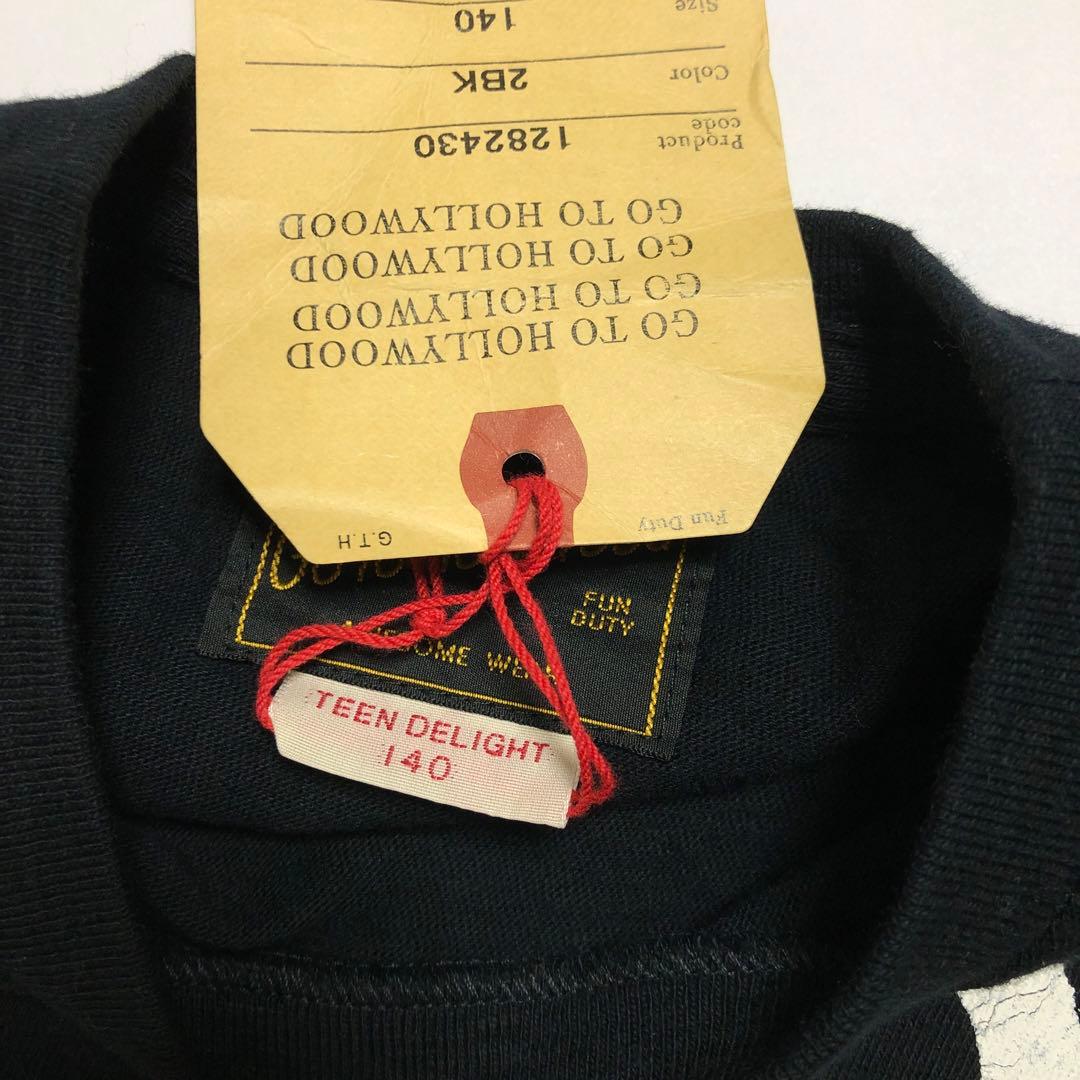 Size 140
Color 2BK
Product code 1282430
GO TO HOLLYWOOD
GO TO HOLLYWOOD
GO TO HOLLYWOOD
GO TO HOLLYWOOD
Fun Duty
G.T.H
FUN
DUTY
WEAR
TEEN DELIGHT
140